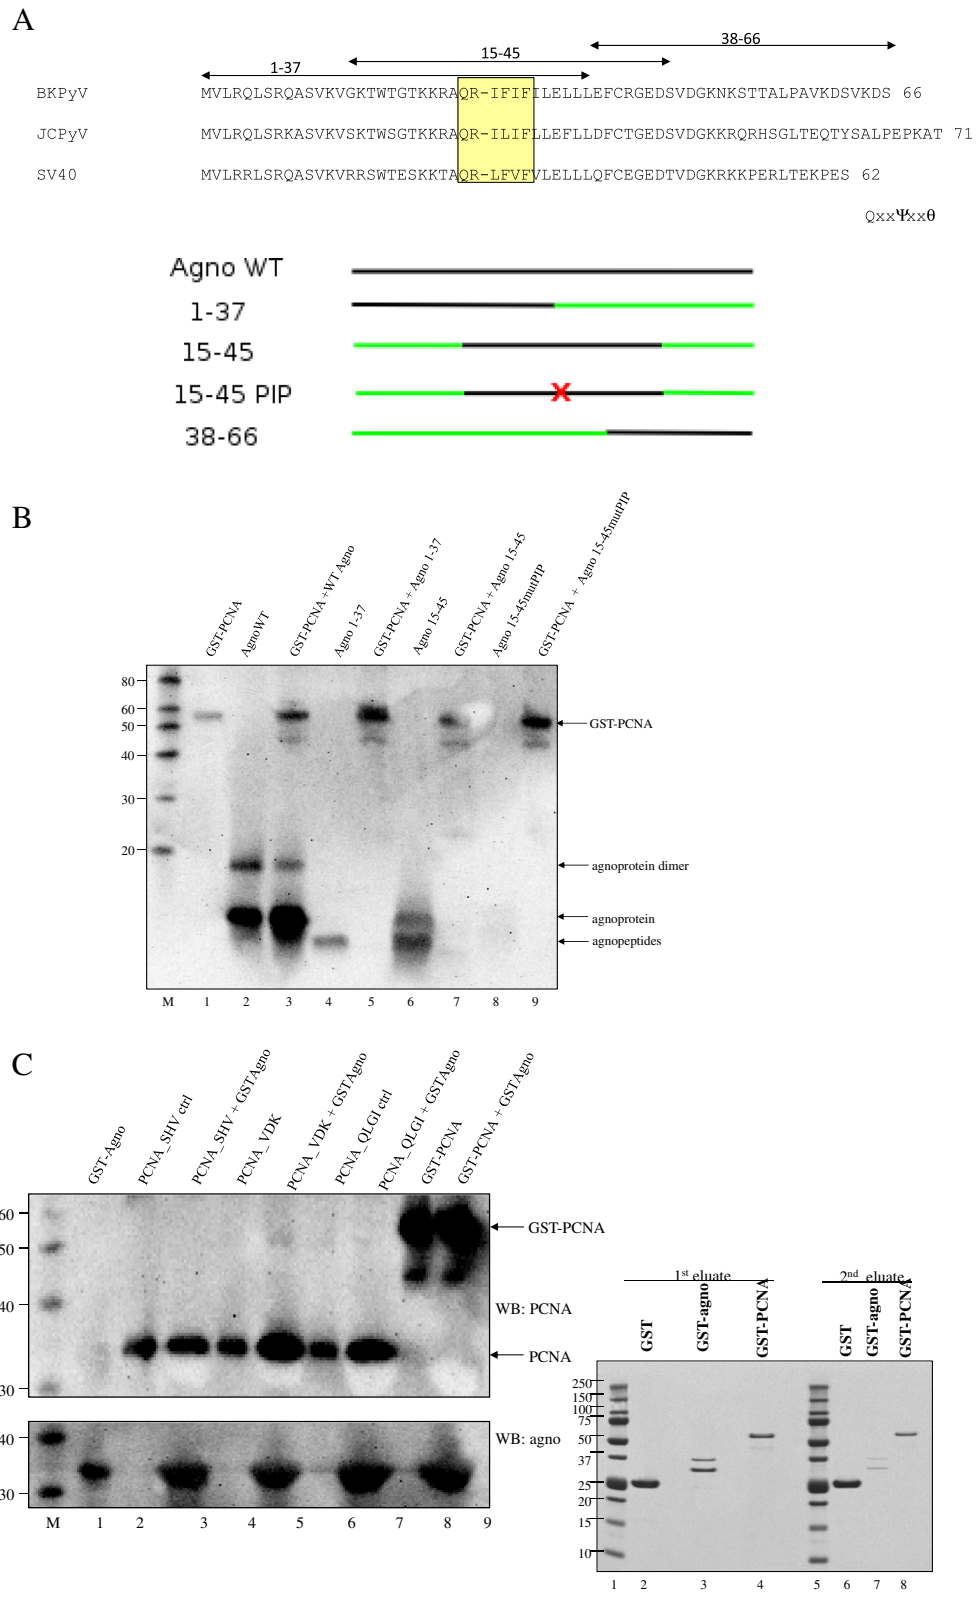 A
38-66
15-45
1-37
BKPyV MVLRQLSRQASVKVGKTWTGTKKRAQR-IFIFILELLLEFCRGEDSVDGKNKSTTALPAVKDSVKDS 66
JCPyV MVLRQLSRKASVKVSKTWSGTKKRAQR-ILIFLLEFLLDFCTGEDSVDGKKRQRHSGLTEQTYSALPEPKAT 71
SV40 MVLRRLSRQASVKVRRSWTESKKTAQR-LFVFVLELLLQFCEGEDTVDGKRKKPERLTEKPES 62
QxxΨxxθ
Agno WT
1-37
15-45
15-45 PIP
38-66
B
GST-PCNA
AgnoWT
GST-PCNA +WT Agno
Agno 1-37
GST-PCNA + Agno 1-37
Agno 15-45
GST-PCNA + Agno 15-45
Agno 15-45mutPIP
GST-PCNA + Agno 15-45mutPIP
80
60
50
40
30
20
GST-PCNA
agnoprotein dimer
agnoprotein
agnopeptides
M 1 2 3 4 5 6 7 8 9
C
GST-Agno
PCNA_SHV ctrl
PCNA_SHV + GSTAgno
PCNA_VDK
PCNA_VDK + GSTAgno
PCNA_QLGI ctrl
PCNA_QLGI + GSTAgno
GST-PCNA
GST-PCNA + GSTAgno
60
50
40
30
GST-PCNA
WB: PCNA
PCNA
40
30
WB: agno
M 1 2 3 4 5 6 7 8 9
1st eluate 2nd eluate
GST
GST-agno
GST-PCNA
GST
GST-agno
GST-PCNA
250
150
100
75
50
37
25
20
15
10
1 2 3 4 5 6 7 8